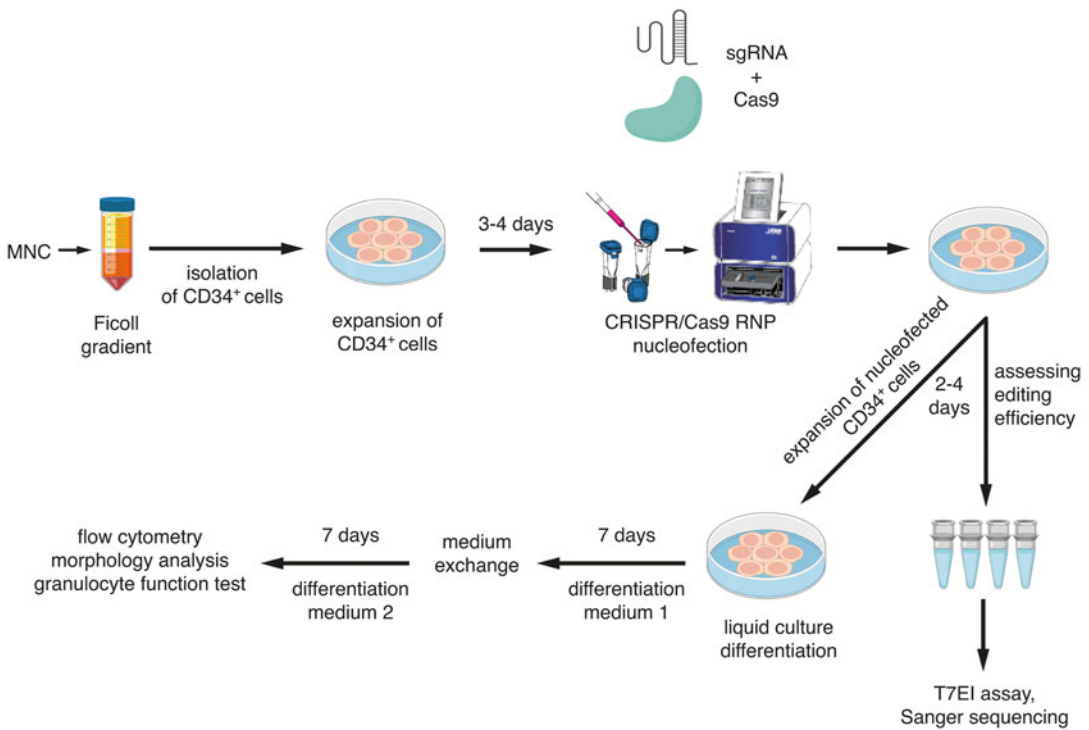 sgRNA
+
Cas9
MNC
Ficoll
gradient
isolation
of CD34+ cells
expansion of
CD34+ cells
3-4 days
CRISPR/Cas9 RNP
nucleofection
expansion of nucleofected
CD34+ cells
2-4
days
assessing
editing
efficiency
T7EI assay,
Sanger sequencing
liquid culture
differentiation
7 days
differentiation
medium 1
medium
exchange
7 days
differentiation
medium 2
flow cytometry
morphology analysis
granulocyte function test